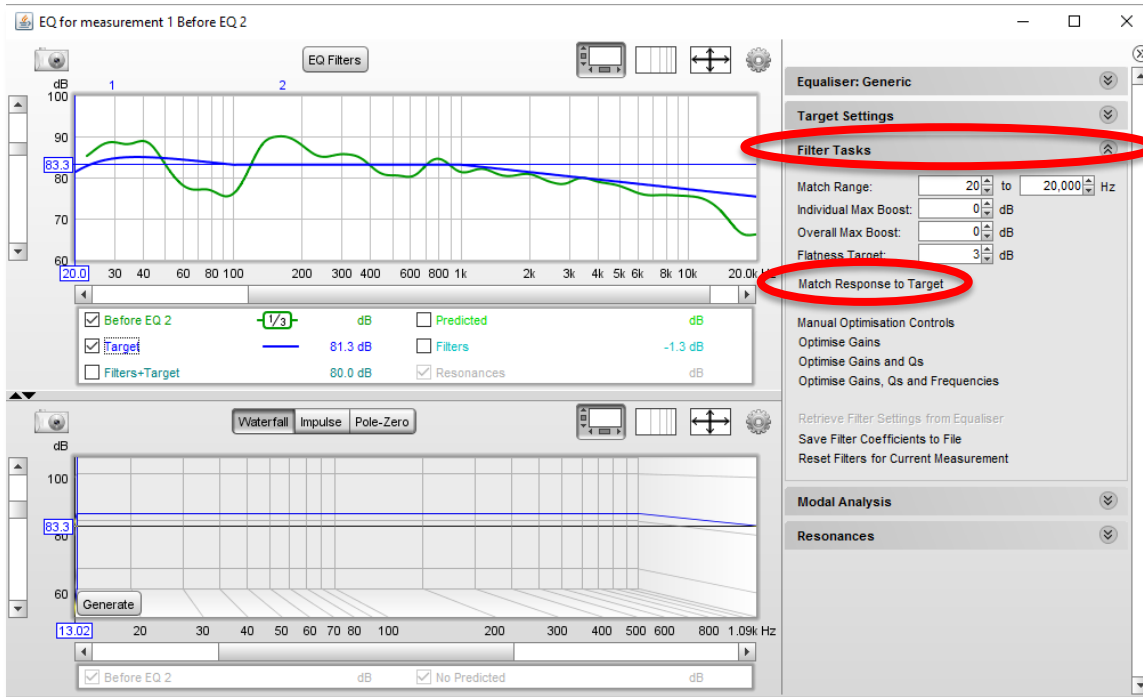 EQ for measurement 1 Before EQ 2
EQ Filters
dB
1 2
100
90
83.3
80
70
60
20.0 30 40 60 80 100 200 300 400 600 800 1k 2k 3k 4k 5k 6k 8k 10k 20.0k Hz
Before EQ 2 1/3 dB Predicted dB
Target 81.3 dB Filters -1.3 dB
Filters+Target 80.0 dB Resonances dB
Waterfall Impulse Pole-Zero
dB
100
83.3
80
60
Generate
13.02 20 30 40 50 60 70 80 100 200 300 400 500 600 800 1.09k Hz
Before EQ 2 dB No Predicted dB
Equaliser: Generic
Target Settings
Filter Tasks
Match Range: 20 to 20,000 Hz
Individual Max Boost: 0 dB
Overall Max Boost: 0 dB
Flatness Target: 3 dB
Match Response to Target
Manual Optimisation Controls
Optimise Gains
Optimise Gains and Qs
Optimise Gains, Qs and Frequencies
Retrieve Filter Settings from Equaliser
Save Filter Coefficients to File
Reset Filters for Current Measurement
Modal Analysis
Resonances